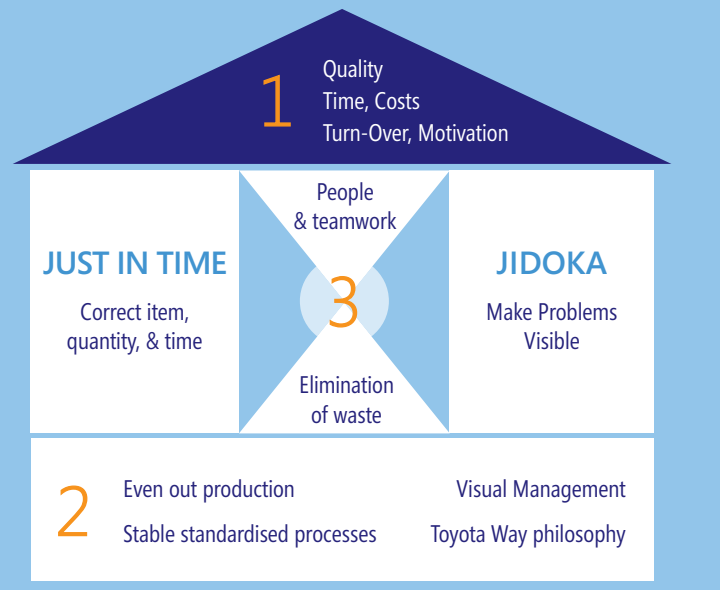 1
Quality
Time, Costs
Turn-Over, Motivation
JUST IN TIME
Correct item,
quantity, & time
People
& teamwork
3
Elimination
of waste
JIDOKA
Make Problems
Visible
2
Even out production
Stable standardised processes
Visual Management
Toyota Way philosophy